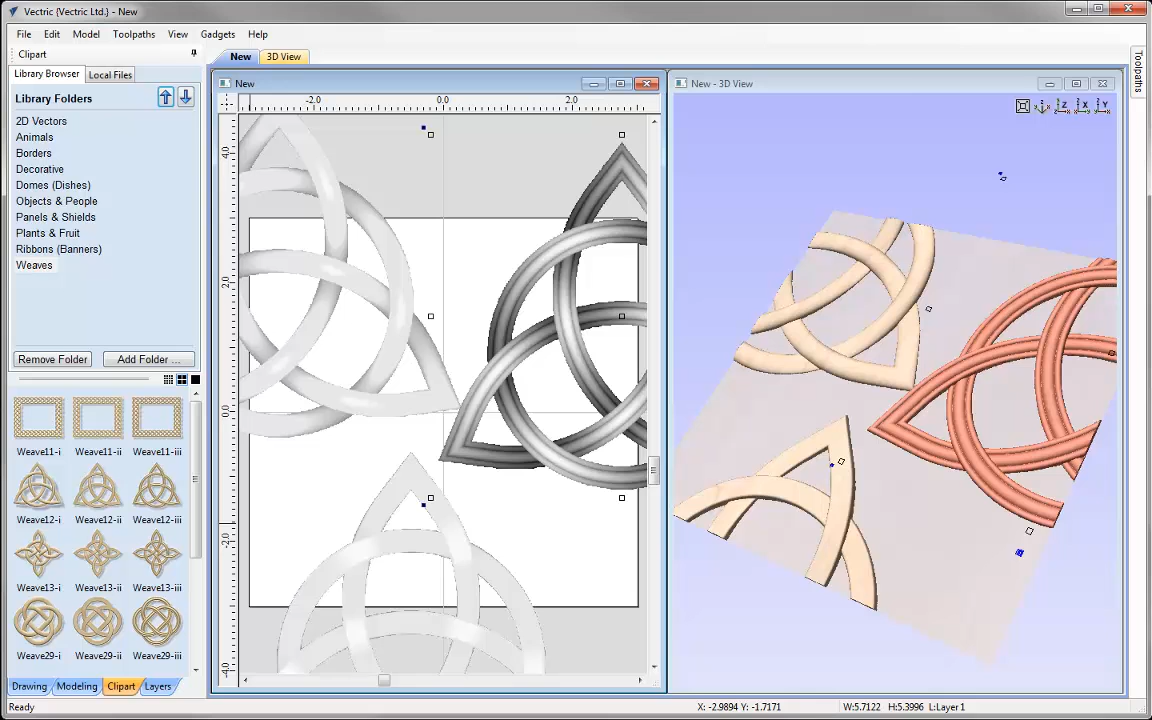 Vectric {Vectric Ltd.} - New
File Edit Model Toolpaths View Gadgets Help
Clipart
Library Browser Local Files
Library Folders
2D Vectors
Animals
Borders
Decorative
Domes (Dishes)
Objects & People
Panels & Shields
Plants & Fruit
Ribbons (Banners)
Weaves
Remove Folder Add Folder ...
Weave11-i Weave11-ii Weave11-iii
Weave12-i Weave12-ii Weave12-iii
Weave13-i Weave13-ii Weave13-iii
Weave29-i Weave29-ii Weave29-iii
Drawing Modeling Clipart Layers
New 3D View
New
-2.0 0.0 2.0
4.0
2.0
0.0
-2.0
-4.0
New - 3D View
Z X Y
Toolpaths
Ready
X: -2.9894 Y: -1.7171
W:5.7122 H:5.3996 L:Layer 1